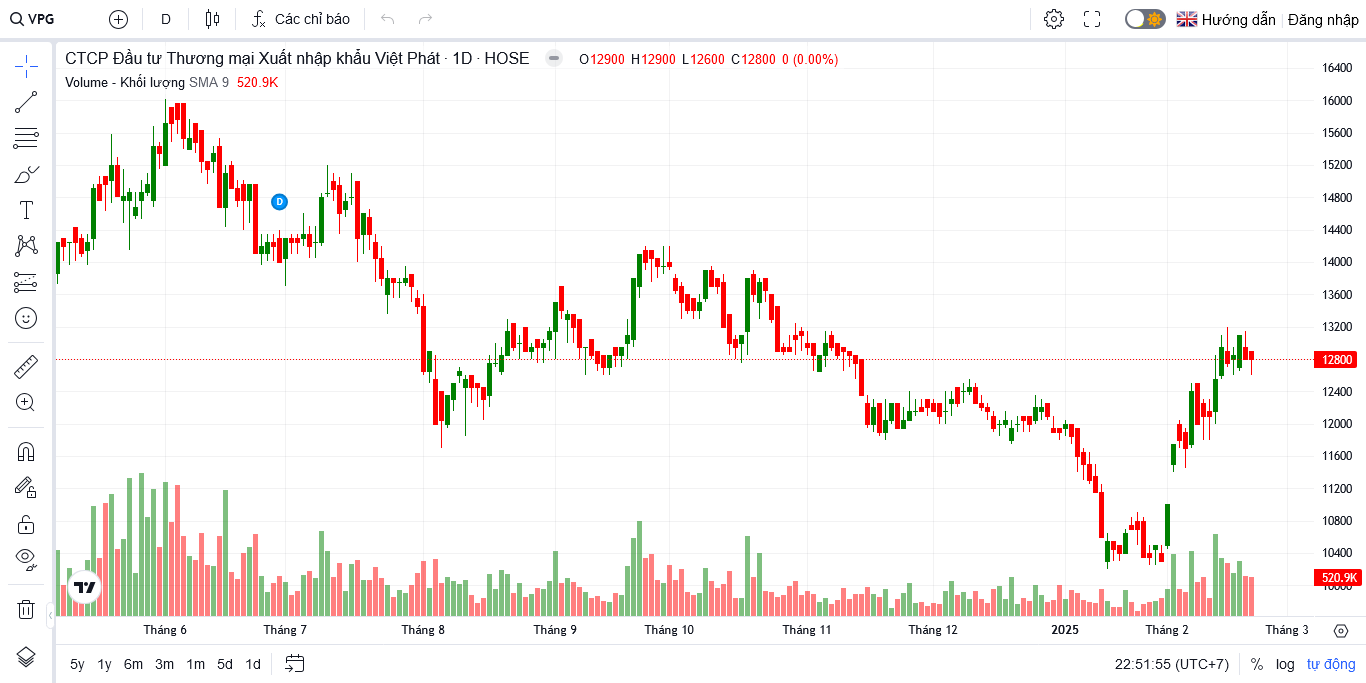 VPG D Các chỉ báo Hướng dẫn Đăng nhập
CTCP Đầu tư Thương mại Xuất nhập khẩu Việt Phát · 1D · HOSE O12900 H12900 L12600 C12800 0 (0.00%)
Volume - Khối lượng SMA 9 520.9K
16400
16000
15600
15200
14800
D
14400
14000
13600
13200
12800
12400
12000
11600
11200
10800
10400
520.9K
10000
Tháng 6 Tháng 7 Tháng 8 Tháng 9 Tháng 10 Tháng 11 Tháng 12 2025 Tháng 2 Tháng 3
5y 1y 6m 3m 1m 5d 1d 22:51:55 (UTC+7) % log tự động